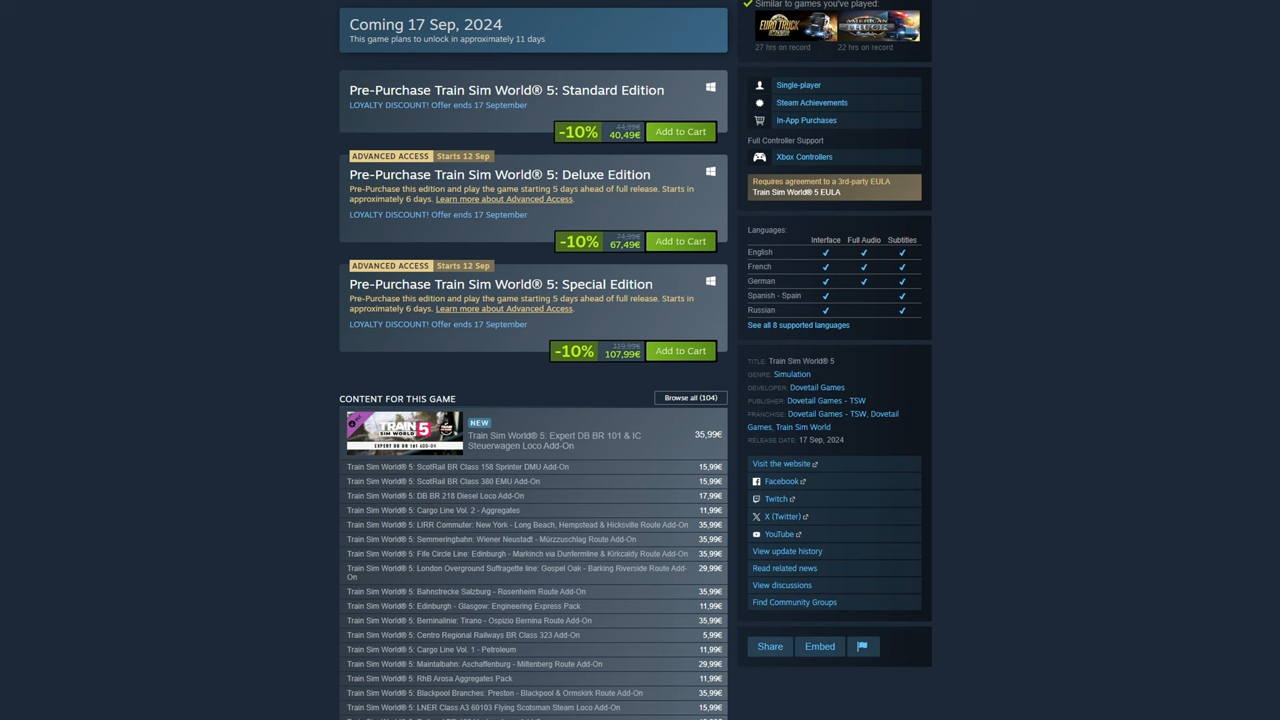 Coming 17 Sep, 2024
This game plans to unlock in approximately 11 days
Pre-Purchase Train Sim World® 5: Standard Edition
LOYALTY DISCOUNT! Offer ends 17 September
-10% 44,99€ 40,49€ Add to Cart
ADVANCED ACCESS Starts 12 Sep
Pre-Purchase Train Sim World® 5: Deluxe Edition
Pre-Purchase this edition and play the game starting 5 days ahead of full release. Starts in
approximately 6 days. Learn more about Advanced Access.
LOYALTY DISCOUNT! Offer ends 17 September
-10% 74,99€ 67,49€ Add to Cart
ADVANCED ACCESS Starts 12 Sep
Pre-Purchase Train Sim World® 5: Special Edition
Pre-Purchase this edition and play the game starting 5 days ahead of full release. Starts in
approximately 6 days. Learn more about Advanced Access.
LOYALTY DISCOUNT! Offer ends 17 September
-10% 119,99€ 107,99€ Add to Cart
CONTENT FOR THIS GAME Browse all (104)
TRAIN SIM WORLD 5
EXPERT DB BR 101 ADD-ON
NEW
Train Sim World® 5: Expert DB BR 101 & IC
Steuerwagen Loco Add-On
35,99€
Train Sim World® 5: ScotRail BR Class 158 Sprinter DMU Add-On 15,99€
Train Sim World® 5: ScotRail BR Class 380 EMU Add-On 15,99€
Train Sim World® 5: DB BR 218 Diesel Loco Add-On 17,99€
Train Sim World® 5: Cargo Line Vol. 2 - Aggregates 11,99€
Train Sim World® 5: LIRR Commuter: New York - Long Beach, Hempstead & Hicksville Route Add-On 35,99€
Train Sim World® 5: Semmeringbahn: Wiener Neustadt - Mürzzuschlag Route Add-On 35,99€
Train Sim World® 5: Fife Circle Line: Edinburgh - Markinch via Dunfermline & Kirkcaldy Route Add-On 35,99€
Train Sim World® 5: London Overground Suffragette line: Gospel Oak - Barking Riverside Route Add- 29,99€
On
Train Sim World® 5: Bahnstrecke Salzburg - Rosenheim Route Add-On 35,99€
Train Sim World® 5: Edinburgh - Glasgow: Engineering Express Pack 11,99€
Train Sim World® 5: Berninalinie: Tirano - Ospizio Bernina Route Add-On 35,99€
Train Sim World® 5: Centro Regional Railways BR Class 323 Add-On 5,99€
Train Sim World® 5: Cargo Line Vol. 1 - Petroleum 11,99€
Train Sim World® 5: Maintalbahn: Aschaffenburg - Miltenberg Route Add-On 29,99€
Train Sim World® 5: RhB Arosa Aggregates Pack 11,99€
Train Sim World® 5: Blackpool Branches: Preston - Blackpool & Ormskirk Route Add-On 35,99€
Train Sim World® 5: LNER Class A3 60103 Flying Scotsman Steam Loco Add-On 15,99€
Similar to games you've played:
EURO TRUCK
AMERICAN TRUCK
27 hrs on record 22 hrs on record
Single-player
Steam Achievements
In-App Purchases
Full Controller Support
Xbox Controllers
Requires agreement to a 3rd-party EULA
Train Sim World® 5 EULA
Languages:
Interface Full Audio Subtitles
English ✔ ✔ ✔
French ✔ ✔ ✔
German ✔ ✔ ✔
Spanish - Spain ✔ ✔
Russian ✔ ✔
See all 8 supported languages
TITLE: Train Sim World® 5
GENRE: Simulation
DEVELOPER: Dovetail Games
PUBLISHER: Dovetail Games - TSW
FRANCHISE: Dovetail Games - TSW, Dovetail
Games, Train Sim World
RELEASE DATE: 17 Sep, 2024
Visit the website
Facebook
Twitch
X (Twitter)
YouTube
View update history
Read related news
View discussions
Find Community Groups
Share Embed